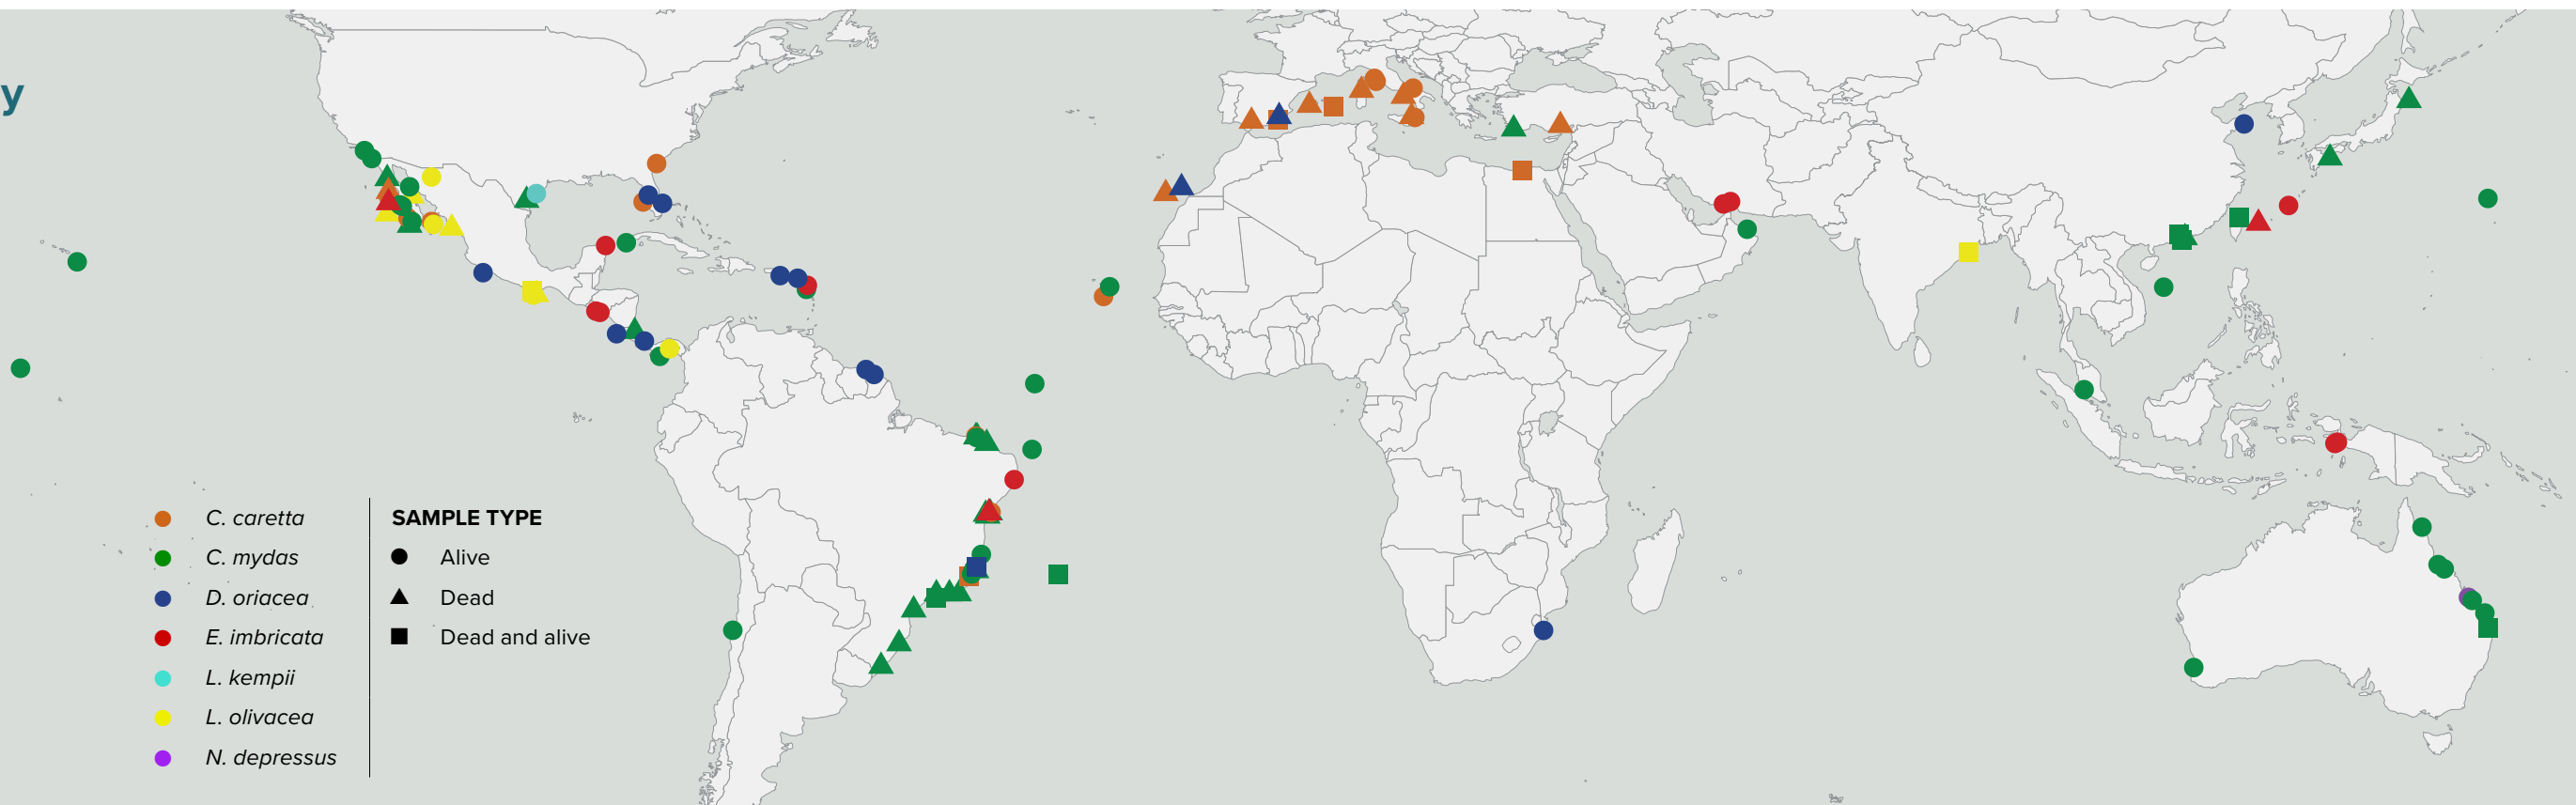 y
C. caretta
C. mydas
D. oriacea
E. imbricata
L. kempii
L. olivacea
N. depressus
SAMPLE TYPE
Alive
Dead
Dead and alive